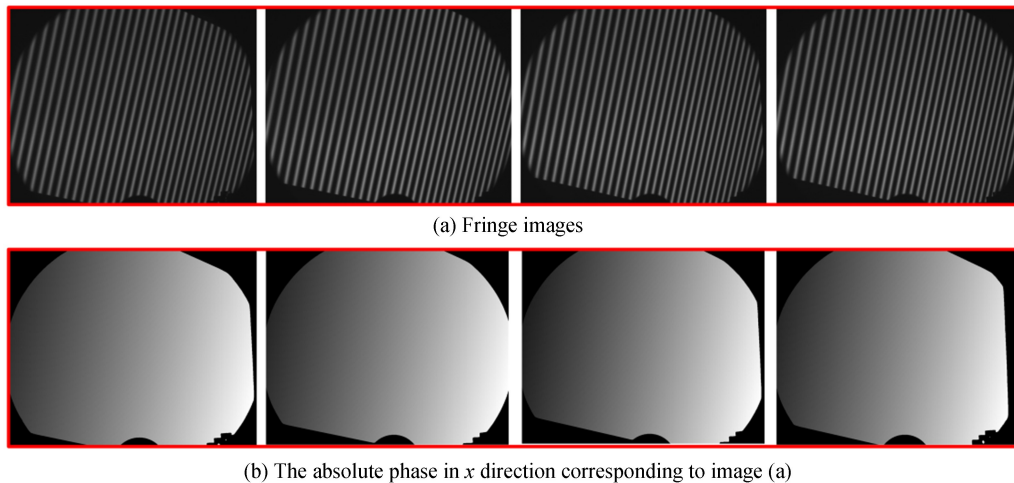 (a) Fringe images
(b) The absolute phase in x direction corresponding to image (a)